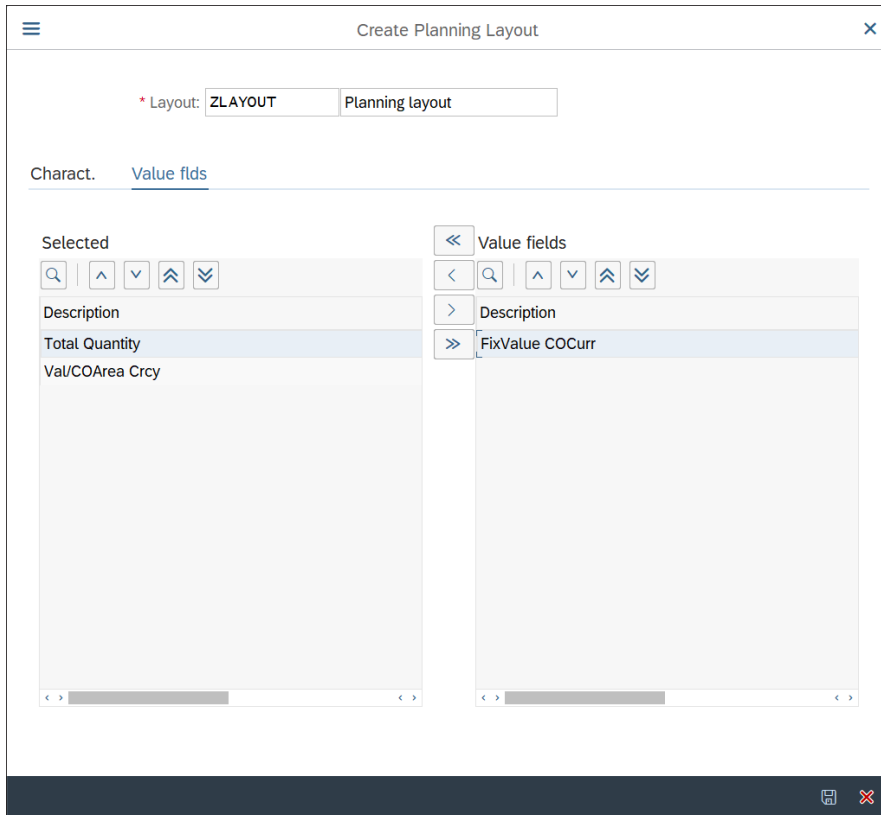 Create Planning Layout
* Layout: ZLAYOUT Planning layout
Charact. Value flds
Selected
Description
Total Quantity
Val/COArea Crcy
Value fields
Description
FixValue COCurr